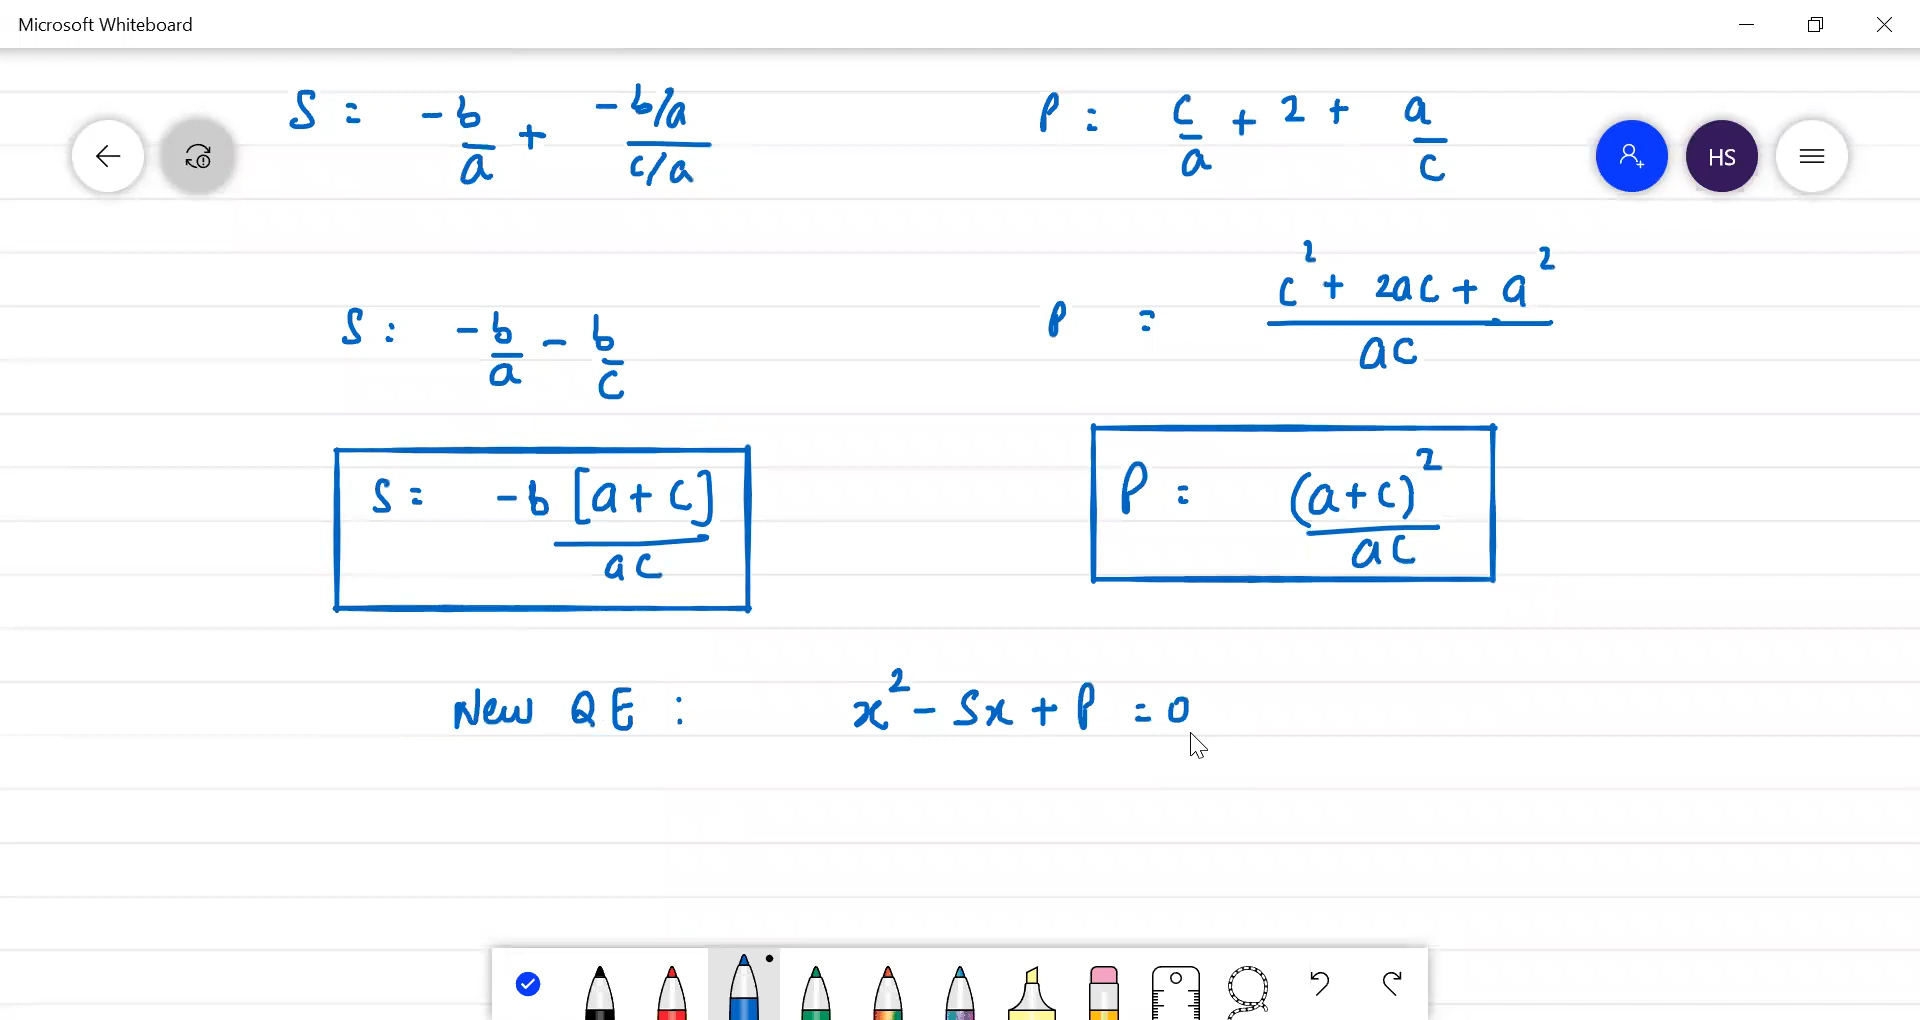 Microsoft Whiteboard
S = -b/a + (-b/a)/(c/a)
P = c/a + 2 + a/c
HS
S = -b/a - b/c
P = (c² + 2ac + a²)/ac
S = -b [a + c]/ac
P = (a+c)²/ac
New QE : x² - Sx + P = 0